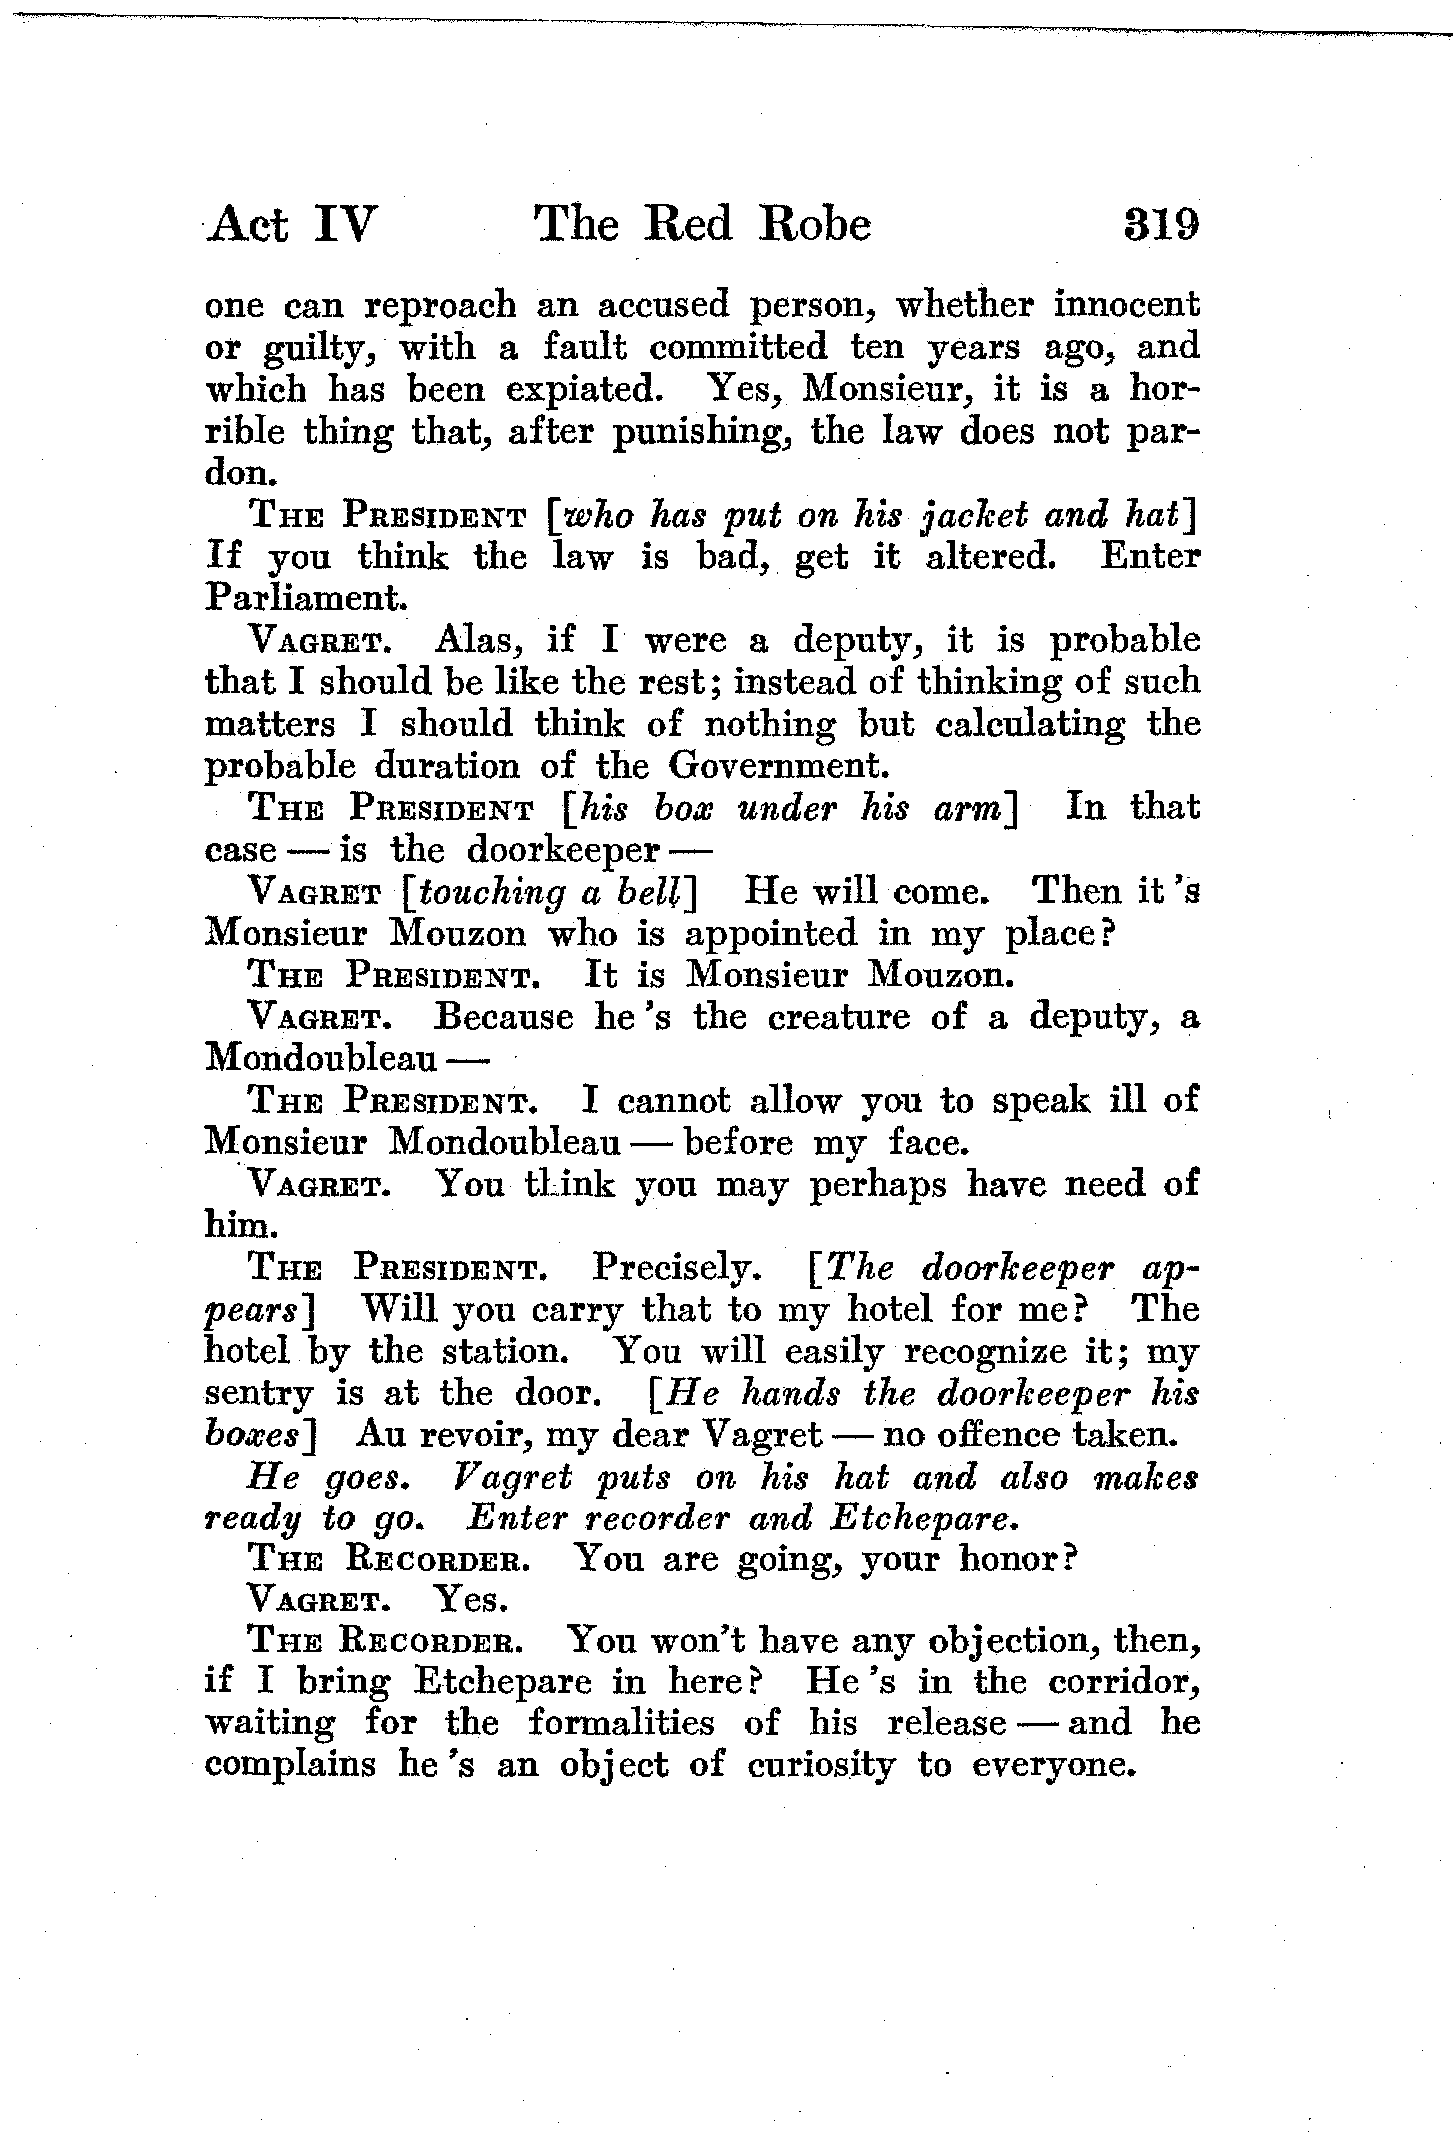 Act IV The Red Robe 319
one can reproach an accused person, whether innocent
or guilty, with a fault committed ten years ago, and
which has been expiated. Yes, Monsieur, it is a hor-
rible thing that, after punishing, the law does not par-
don.
THE PRESIDENT [who has put on his jacket and hat]
If you think the law is bad, get it altered. Enter
Parliament.
VAGRET. Alas, if I were a deputy, it is probable
that I should be like the rest; instead of thinking of such
matters I should think of nothing but calculating the
probable duration of the Government.
THE PRESIDENT [his box under his arm] In that
case — is the doorkeeper —
VAGRET [touching a bell] He will come. Then it 's
Monsieur Mouzon who is appointed in my place?
THE PRESIDENT. It is Monsieur Mouzon.
VAGRET. Because he 's the creature of a deputy, a
Mondoubleau —
THE PRESIDENT. I cannot allow you to speak ill of
Monsieur Mondoubleau — before my face.
VAGRET. You think you may perhaps have need of
him.
THE PRESIDENT. Precisely. [The doorkeeper ap-
pears] Will you carry that to my hotel for me? The
hotel by the station. You will easily recognize it; my
sentry is at the door. [He hands the doorkeeper his
boxes] Au revoir, my dear Vagret — no offence taken.
He goes. Vagret puts on his hat and also makes
ready to go. Enter recorder and Etchepare.
THE RECORDER. You are going, your honor?
VAGRET. Yes.
THE RECORDER. You won't have any objection, then,
if I bring Etchepare in here? He 's in the corridor,
waiting for the formalities of his release — and he
complains he 's an object of curiosity to everyone.